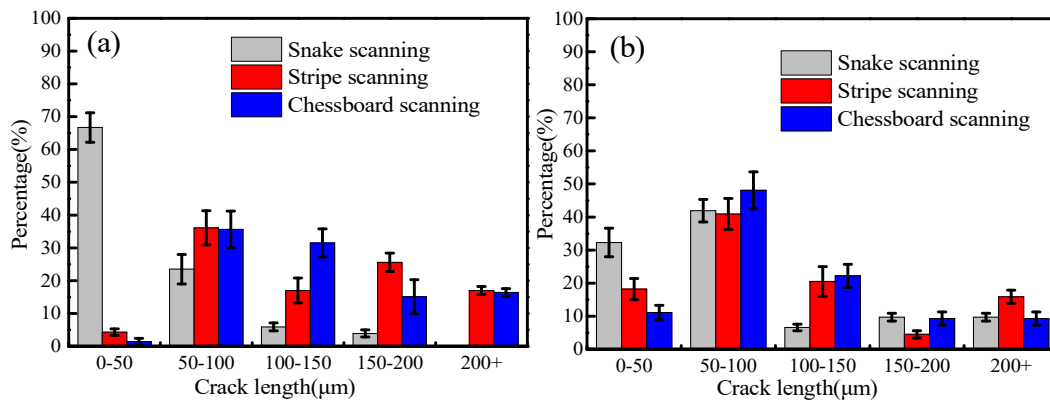 (a)
Snake scanning
Stripe scanning
Chessboard scanning
Percentage(%)
100
90
80
70
60
50
40
30
20
10
0
0-50 50-100 100-150 150-200 200+
Crack length(μm)
(b)
Snake scanning
Stripe scanning
Chessboard scanning
Percentage(%)
100
90
80
70
60
50
40
30
20
10
0
0-50 50-100 100-150 150-200 200+
Crack length(μm)